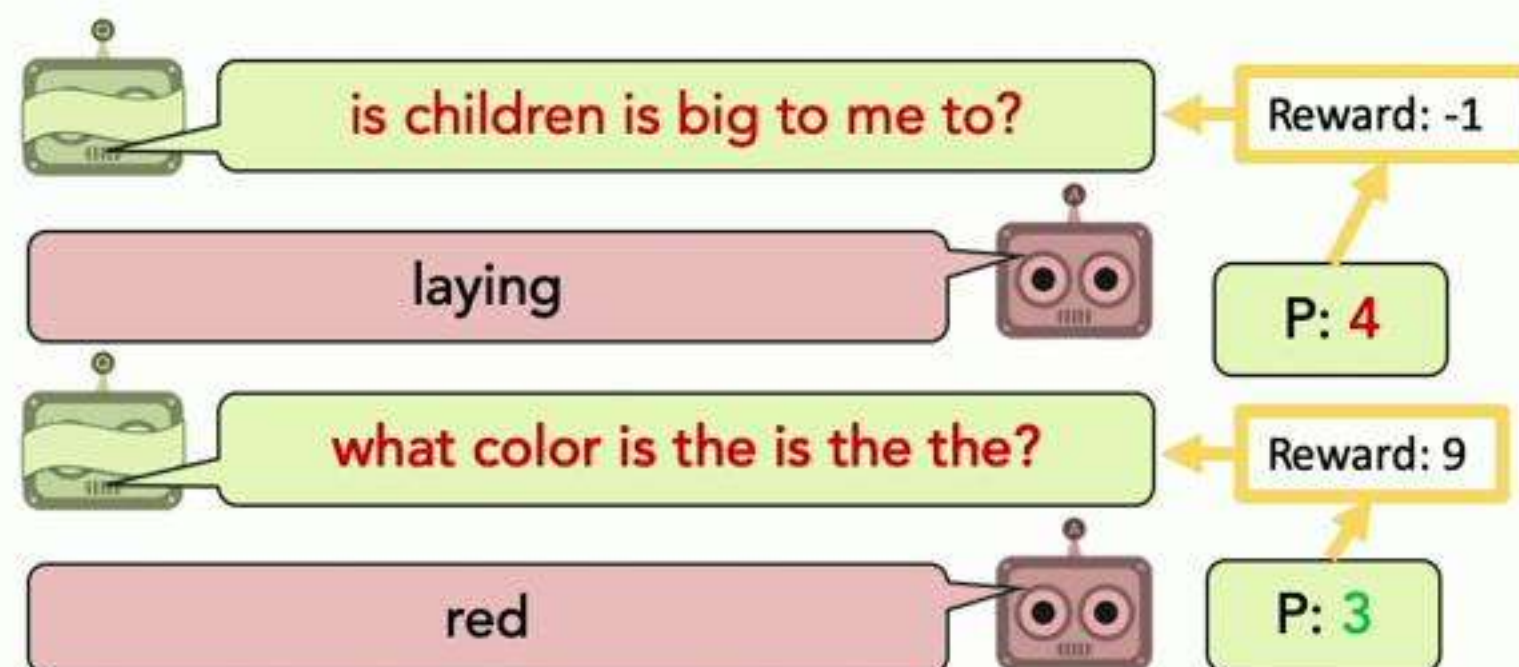 is children is big to me to?
Reward: -1
laying
P: 4
what color is the is the the?
Reward: 9
red
P: 3